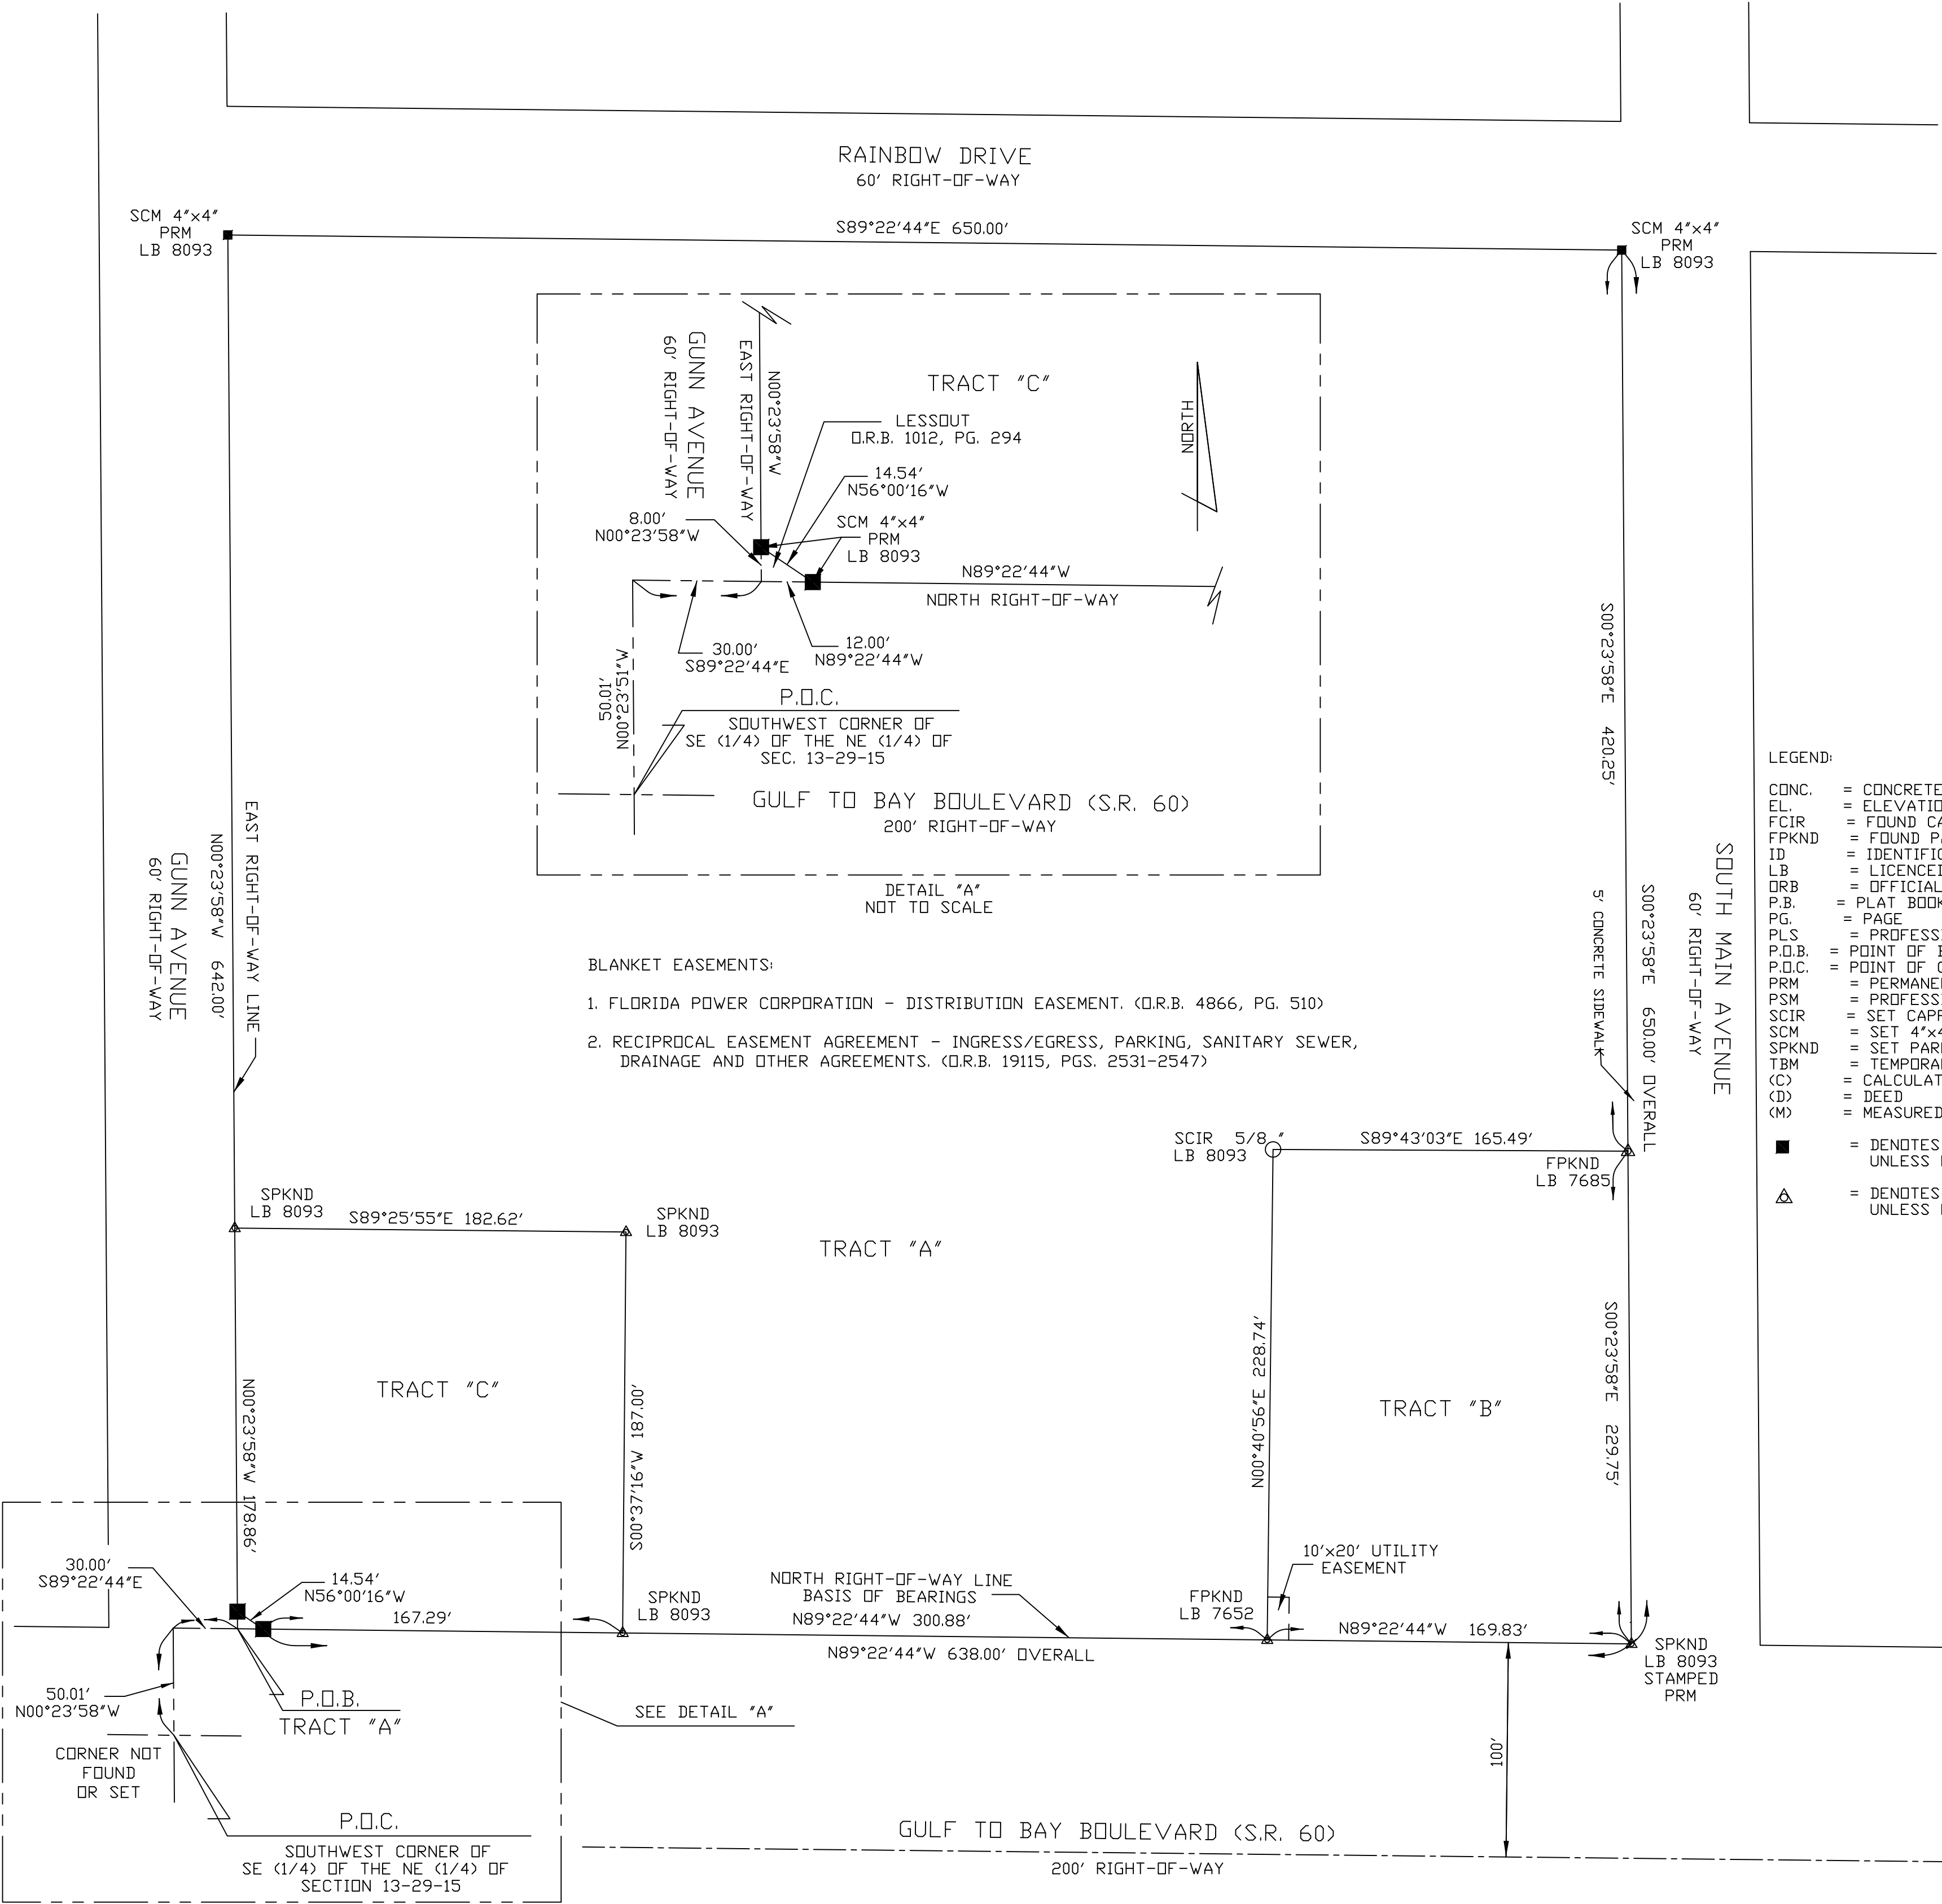 RAINBOW DRIVE
60' RIGHT-OF-WAY
SCM 4"x4"
PRM
LB 8093
S89°22'44"E 650.00'
SCM 4"x4"
PRM
LB 8093
GUNN AVENUE
60' RIGHT-OF-WAY
EAST RIGHT-OF-WAY
N00°23'58"W
TRACT "C"
LESSOUT
O.R.B. 1012, PG. 294
14.54'
N56°00'16"W
NORTH
8.00'
N00°23'58"W
SCM 4"x4"
PRM
LB 8093
N89°22'44"W
NORTH RIGHT-OF-WAY
30.00'
S89°22'44"E
12.00'
N89°22'44"W
50.01'
N00°23'51"W
P.O.C.
SOUTHWEST CORNER OF
SE (1/4) OF THE NE (1/4) OF
SEC. 13-29-15
GULF TO BAY BOULEVARD (S.R. 60)
200' RIGHT-OF-WAY
DETAIL "A"
NOT TO SCALE
S00°23'58"E 420.25'
GUNN AVENUE
60' RIGHT-OF-WAY
N00°23'58"W 642.00'
EAST RIGHT-OF-WAY LINE
BLANKET EASEMENTS:
1. FLORIDA POWER CORPORATION - DISTRIBUTION EASEMENT. (O.R.B. 4866, PG. 510)
2. RECIPROCAL EASEMENT AGREEMENT - INGRESS/EGRESS, PARKING, SANITARY SEWER,
DRAINAGE AND OTHER AGREEMENTS. (O.R.B. 19115, PGS. 2531-2547)
5' CONCRETE SIDEWALK
S00°23'58"E 650.00' OVERALL
60' RIGHT-OF-WAY
SOUTH MAIN AVENUE
LEGEND:
CONC. = CONCRETE
EL. = ELEVATIO
FCIR = FOUND CA
FPKND = FOUND P
ID = IDENTIFIC
LB = LICENCE
ORB = OFFICIAL
P.B. = PLAT BOOK
PG. = PAGE
PLS = PROFESS
P.O.B. = POINT OF B
P.O.C. = POINT OF C
PRM = PERMANE
PSM = PROFESS
SCIR = SET CAPP
SCM = SET 4"x4
SPKND = SET PAR
TBM = TEMPORA
(C) = CALCULAT
(D) = DEED
(M) = MEASURED
= DENOTES
UNLESS
= DENOTES
UNLESS
SCIR 5/8 "
LB 8093
S89°43'03"E 165.49'
FPKND
LB 7685
SPKND
LB 8093
S89°25'55"E 182.62'
SPKND
LB 8093
TRACT "A"
TRACT "C"
N00°23'58"W 178.86'
S00°37'16"W 187.00'
N00°40'56"E 228.74'
TRACT "B"
S00°23'58"E 229.75'
30.00'
S89°22'44"E
14.54'
N56°00'16"W
167.29'
SPKND
LB 8093
NORTH RIGHT-OF-WAY LINE
BASIS OF BEARINGS
N89°22'44"W 300.88'
N89°22'44"W 638.00' OVERALL
FPKND
LB 7652
10'x20' UTILITY
EASEMENT
N89°22'44"W 169.83'
SPKND
LB 8093
STAMPED
PRM
50.01'
N00°23'58"W
P.O.B.
TRACT "A"
SEE DETAIL "A"
CORNER NOT
FOUND
OR SET
P.O.C.
SOUTHWEST CORNER OF
SE (1/4) OF THE NE (1/4) OF
SECTION 13-29-15
100'
GULF TO BAY BOULEVARD (S.R. 60)
200' RIGHT-OF-WAY